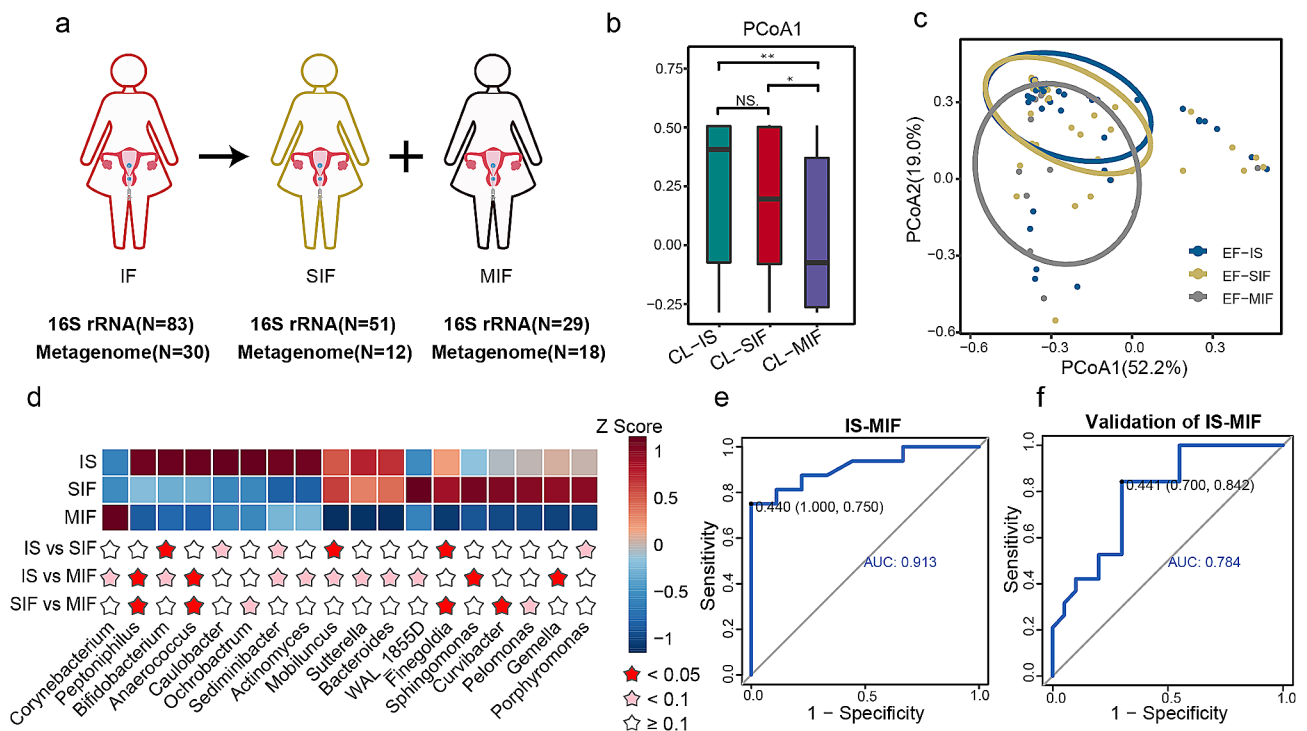 a
IF
SIF
MIF
16S rRNA(N=83)
Metagenome(N=30)
16S rRNA(N=51)
Metagenome(N=12)
16S rRNA(N=29)
Metagenome(N=18)
b
PCoA1
**
*
NS.
0.75
0.50
0.25
0.00
−0.25
CL−IS
CL−SIF
CL−MIF
c
PCoA2(19.0%)
0.3
0.0
−0.3
−0.6
EF−IS
EF−SIF
EF−MIF
−0.6
−0.3
0.0
0.3
PCoA1(52.2%)
d
Z Score
IS
SIF
MIF
1
0.5
0
−0.5
−1
IS vs SIF
IS vs MIF
SIF vs MIF
Corynebacterium
Peptoniphilus
Bifidobacterium
Anaerococcus
Caulobacter
Ochrobactrum
Sediminibacter
Actinomyces
Mobiluncus
Sutterella
Bacteroides
WAL_1855D
Finegoldia
Sphingomonas
Curvibacter
Pelomonas
Gemella
Porphyromonas
< 0.05
< 0.1
≥ 0.1
e
IS-MIF
Sensitivity
1.0
0.8
0.6
0.4
0.2
0.0
0.440 (1.000, 0.750)
AUC: 0.913
0.0
0.5
1.0
1 − Specificity
f
Validation of IS-MIF
Sensitivity
1.0
0.8
0.6
0.4
0.2
0.0
0.441 (0.700, 0.842)
AUC: 0.784
0.0
0.5
1.0
1 − Specificity